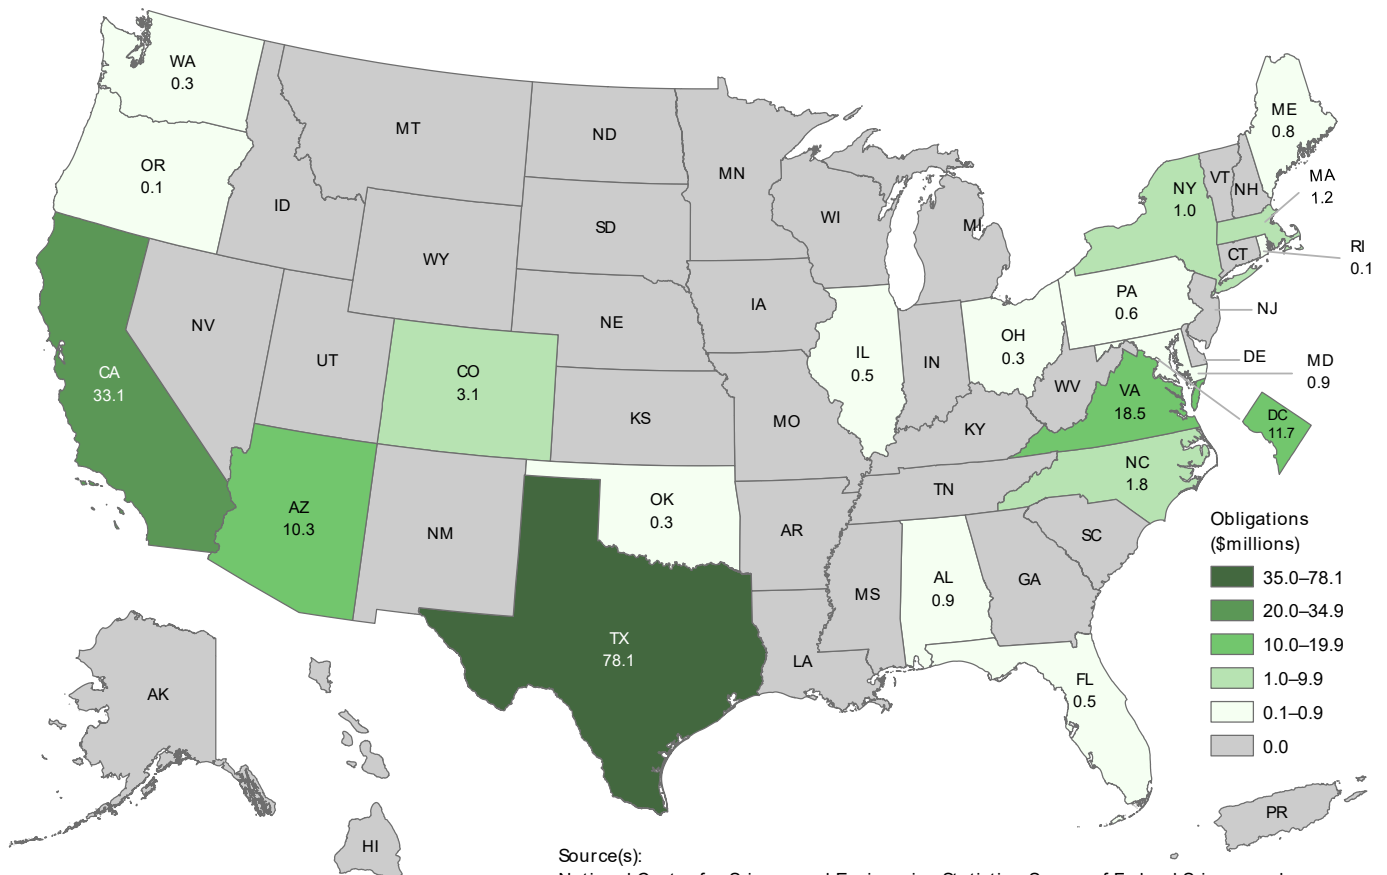 WA
0.3
OR
0.1
CA
33.1
NV
ID
MT
WY
UT
AZ
10.3
CO
3.1
NM
ND
SD
NE
KS
OK
0.3
TX
78.1
MN
IA
MO
AR
LA
WI
IL
0.5
MI
IN
OH
0.3
KY
TN
MS
AL
0.9
GA
FL
0.5
SC
NC
1.8
VA
18.5
WV
PA
0.6
NY
1.0
VT
NH
ME
0.8
MA
1.2
RI
0.1
CT
NJ
DE
MD
0.9
DC
11.7
AK
HI
PR
Obligations
($millions)
35.0–78.1
20.0–34.9
10.0–19.9
1.0–9.9
0.1–0.9
0.0
Source(s):